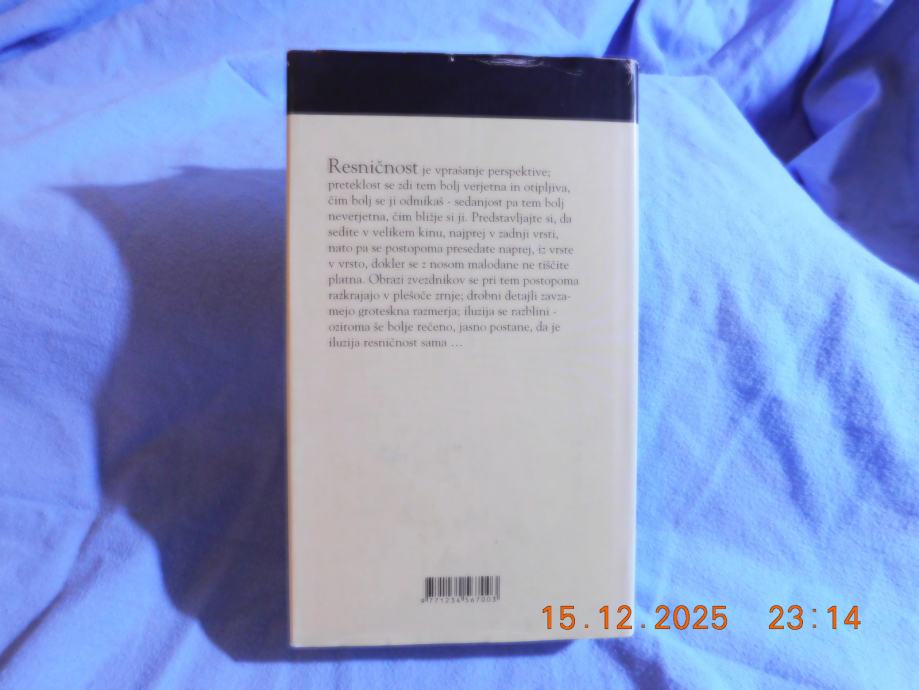 Resničnost je vprašanje perspektive;
preteklost se zdi tem bolj verjetna in otipljiva,
čim bolj se ji odmikaš - sedanjost pa tem bolj
neverjetna, čim bližje si ji. Predstavljajte si, da
sedite v velikem kinu, najprej v zadnji vrsti,
nato pa se postopoma presedate naprej, iz vrste
v vrsto, dokler se z nosom malodane ne tiščite
platna. Obrazi zvezdnikov se pri tem postopoma
razkrajajo v plešoče zrnje; drobni detajli zavza-
mejo groteskna razmerja; iluzija se razblini -
oziroma še bolje rečeno, jasno postane, da je
iluzija resničnost sama ...
9 771234 567003
15.12.2025 23:14